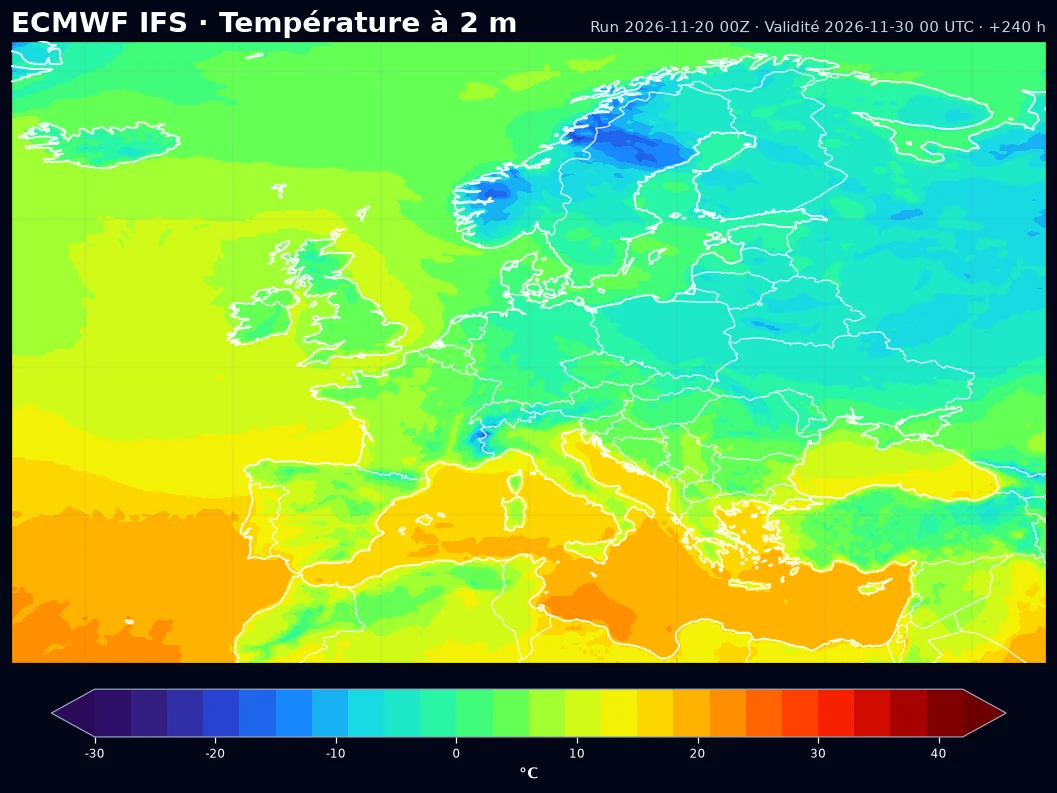 ECMWF IFS · Température à 2 m
Run 2026-11-20 00Z · Validité 2026-11-30 00 UTC · +240 h
-30 -20 -10 0 10 20 30 40
°C